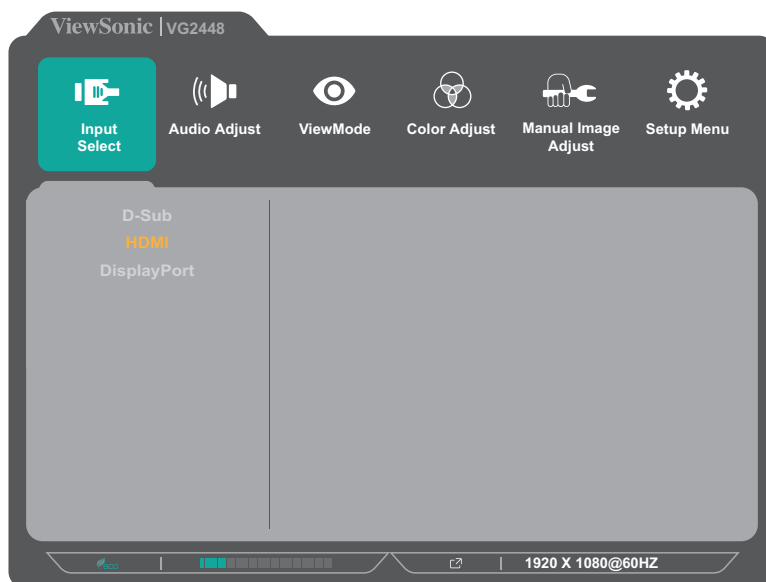 ViewSonic | VG2448
Input Select
Audio Adjust
ViewMode
Color Adjust
Manual Image Adjust
Setup Menu
D-Sub
HDMI
DisplayPort
ECO
1920 X 1080@60HZ